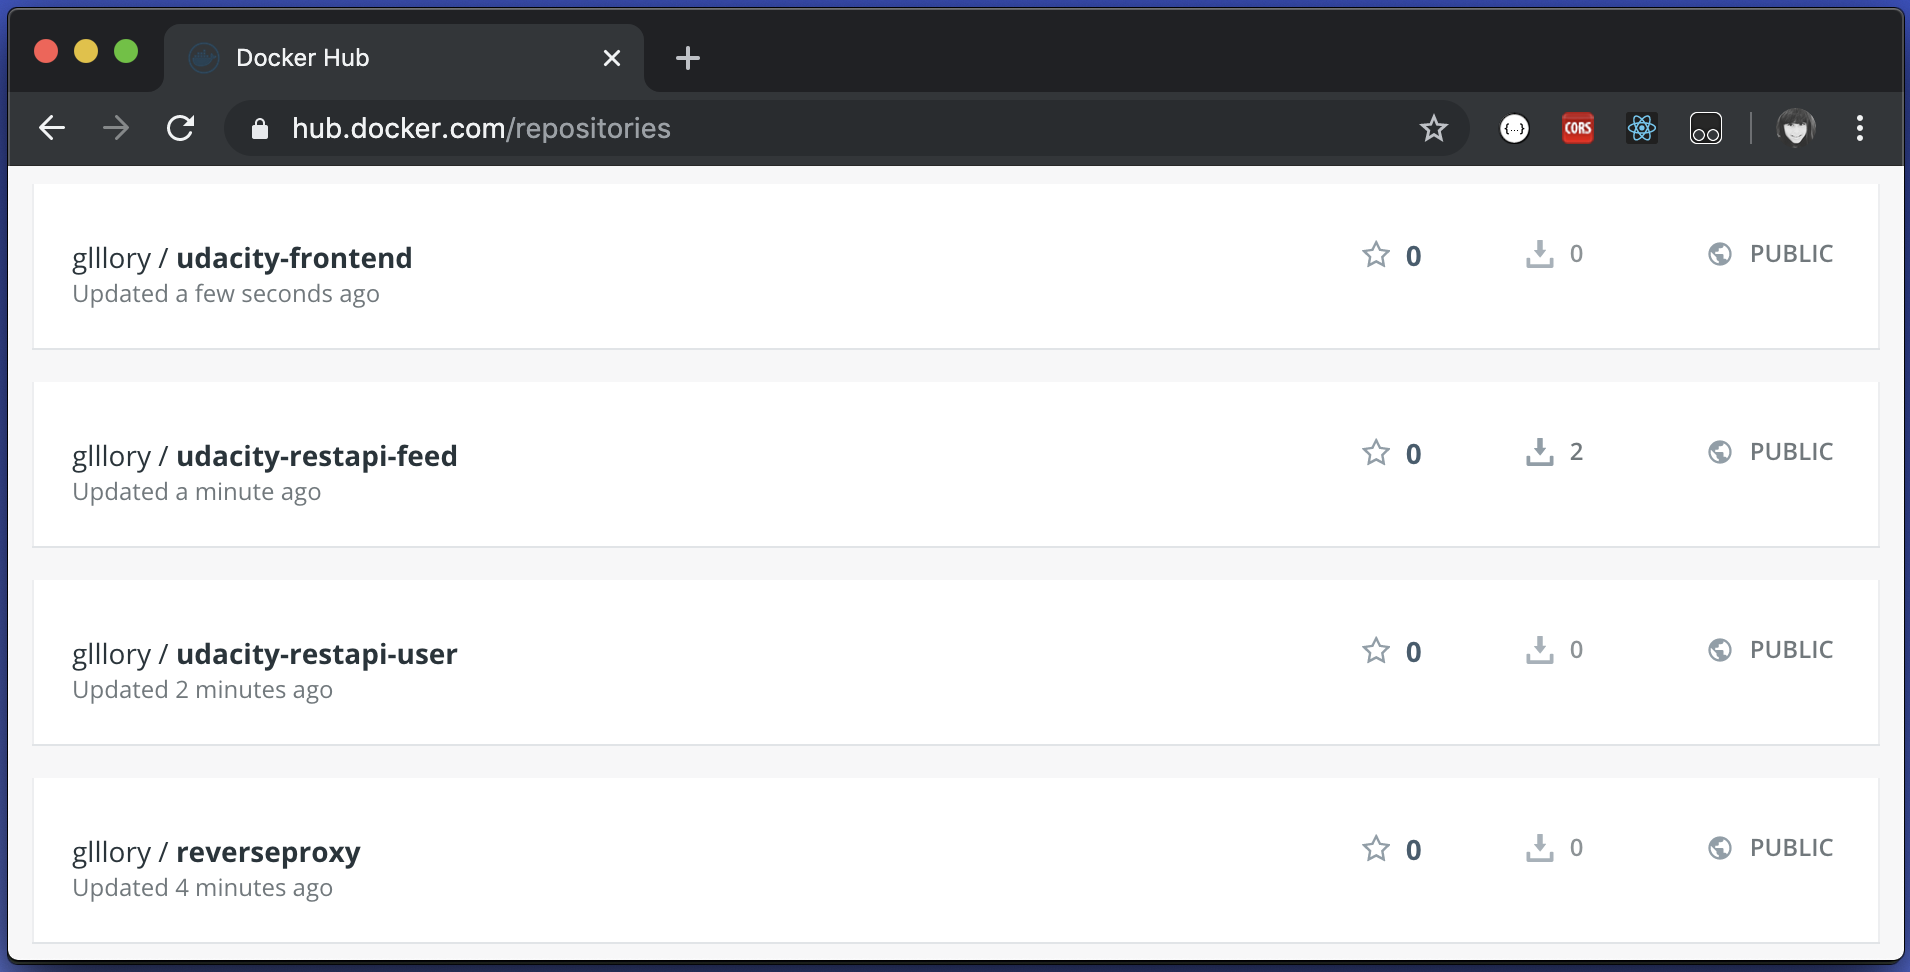 Docker Hub
hub.docker.com/repositories
{...}
CORS
glllory / udacity-frontend
0
0
PUBLIC
Updated a few seconds ago
glllory / udacity-restapi-feed
0
2
PUBLIC
Updated a minute ago
glllory / udacity-restapi-user
0
0
PUBLIC
Updated 2 minutes ago
glllory / reverseproxy
0
0
PUBLIC
Updated 4 minutes ago